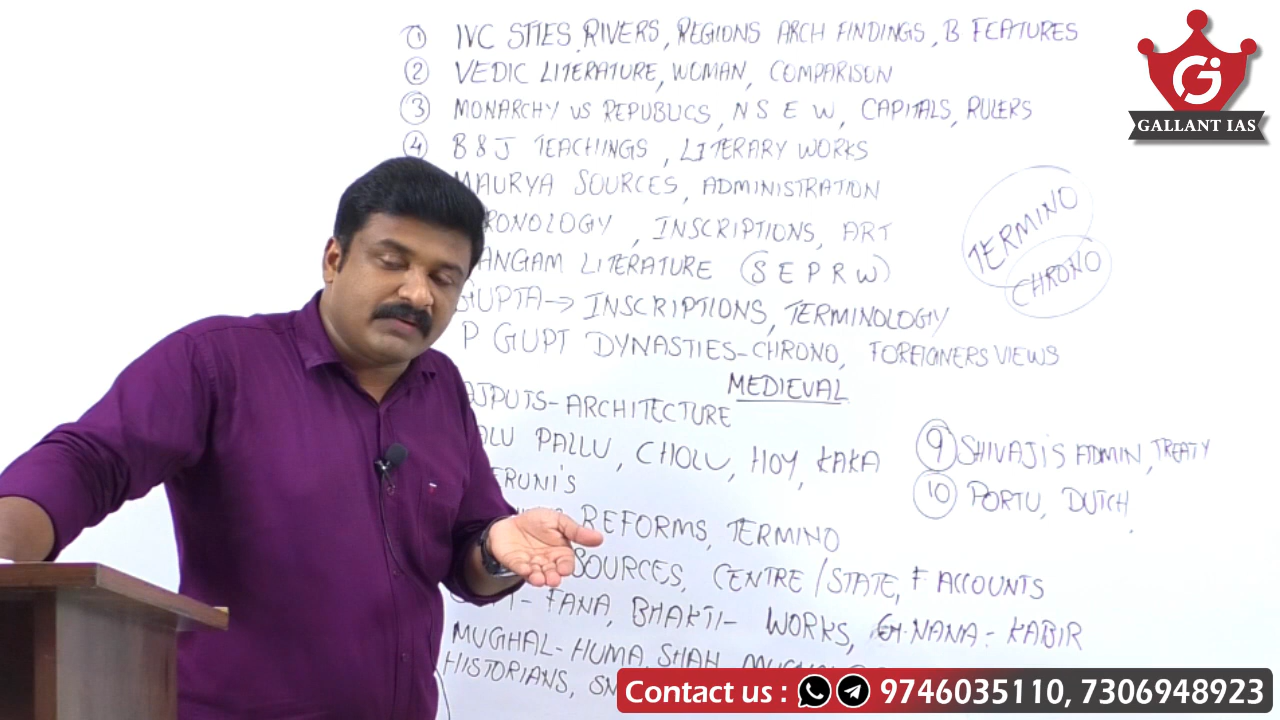 ① IVC SITES, RIVERS, REGIONS ARCH FINDINGS, B FEATURES
② VEDIC LITERATURE, WOMAN, COMPARISON
③ MONARCHY VS REPUBLICS, N S E W, CAPITALS, RULERS
④ B & J TEACHINGS, LITERARY WORKS
MAURYA SOURCES, ADMINISTRATION
RONOLOGY, INSCRIPTIONS, ART
ANGAM LITERATURE (S E P R W)
GUPTA → INSCRIPTIONS, TERMINOLOGY
P GUPT DYNASTIES - CHRONO, FOREIGNERS VIEWS
TERMINO
CHRONO
MEDIEVAL
AJPUTS - ARCHITECTURE
ALU PALLU, CHOLU, HOY, KAKA
ERUNI'S
REFORMS, TERMINO
SOURCES, CENTRE / STATE, F ACCOUNTS
- FANA, BHAKTI - WORKS, G. NANA - KABIR
MUGHAL - HUMA, SHAH
HISTORIANS,
⑨ SHIVAJI'S ADMIN, TREATY
⑩ PORTU, DUTCH
GALLANT IAS
Contact us : 9746035110, 7306948923